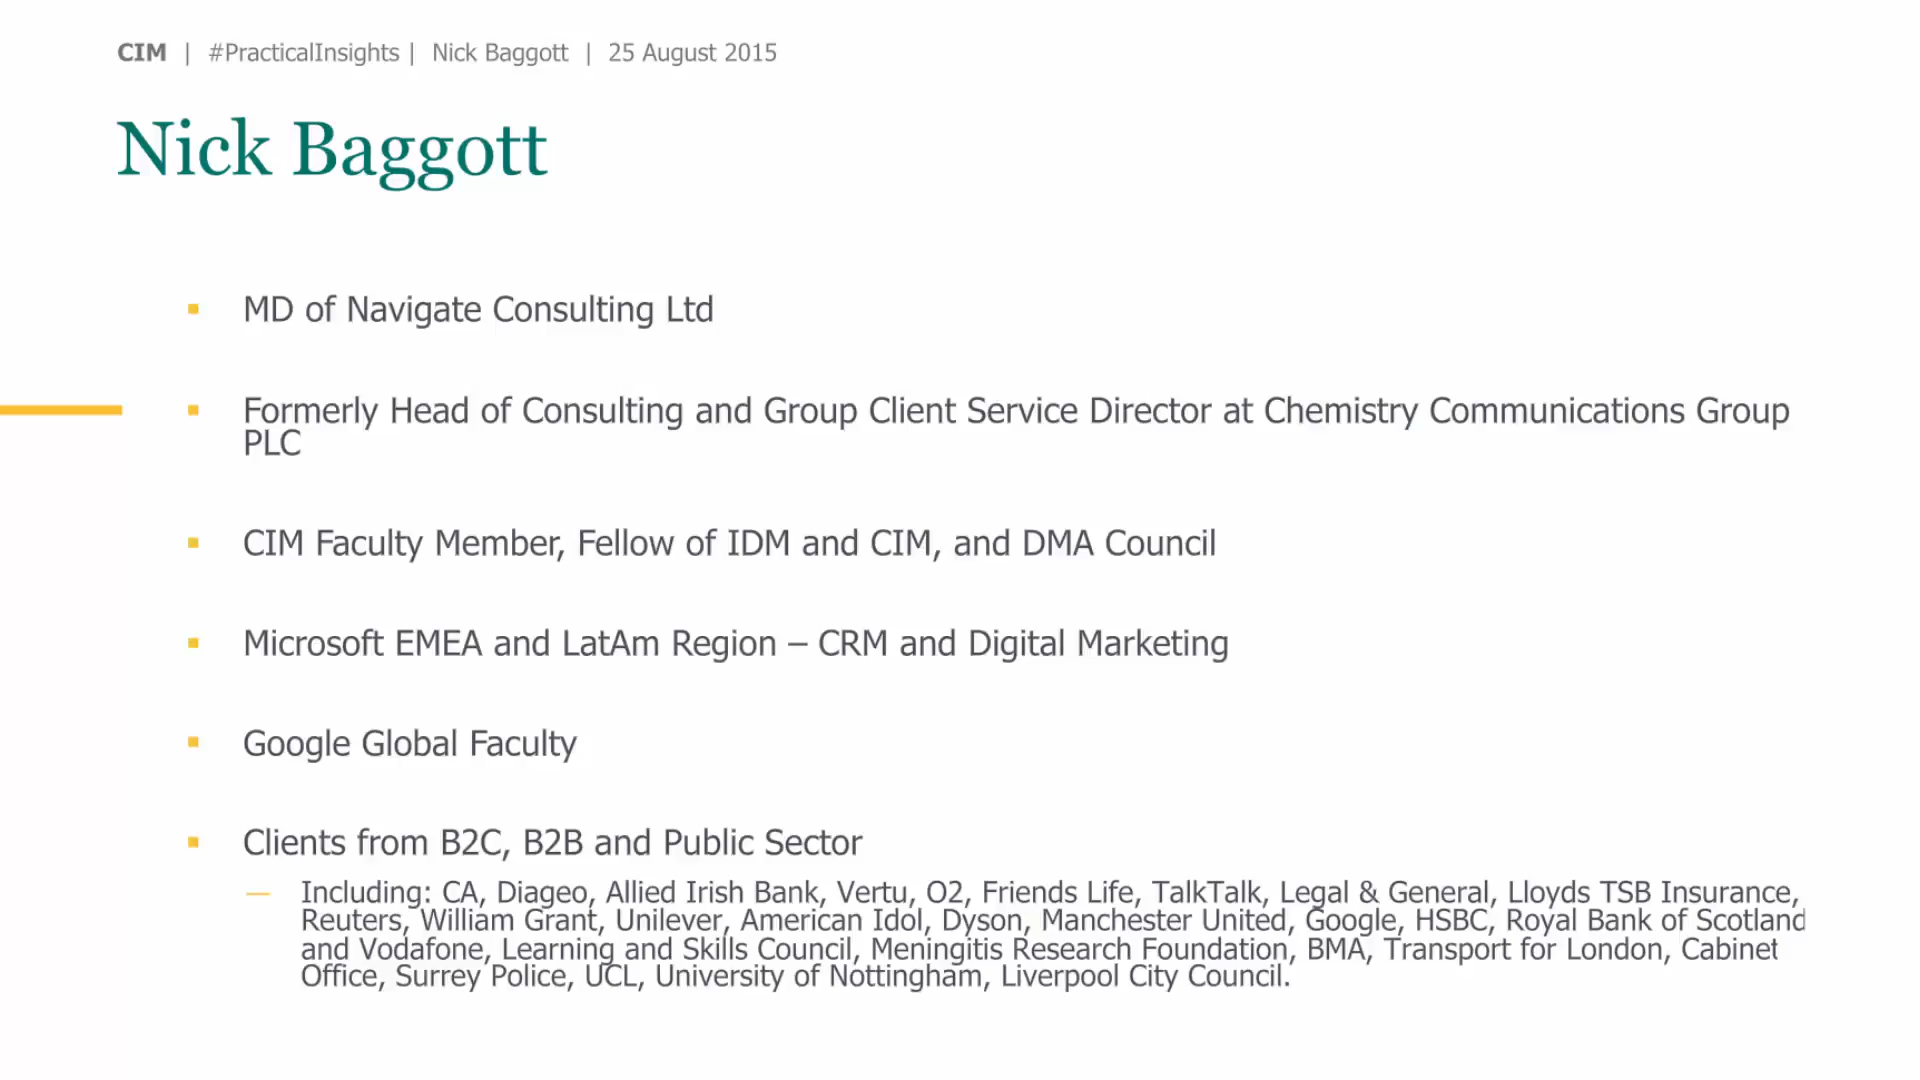 CIM | #PracticalInsights | Nick Baggott | 25 August 2015
Nick Baggott
▪ MD of Navigate Consulting Ltd
▪ Formerly Head of Consulting and Group Client Service Director at Chemistry Communications Group
PLC
▪ CIM Faculty Member, Fellow of IDM and CIM, and DMA Council
▪ Microsoft EMEA and LatAm Region – CRM and Digital Marketing
▪ Google Global Faculty
▪ Clients from B2C, B2B and Public Sector
— Including: CA, Diageo, Allied Irish Bank, Vertu, O2, Friends Life, TalkTalk, Legal & General, Lloyds TSB Insurance,
Reuters, William Grant, Unilever, American Idol, Dyson, Manchester United, Google, HSBC, Royal Bank of Scotland
and Vodafone, Learning and Skills Council, Meningitis Research Foundation, BMA, Transport for London, Cabinet
Office, Surrey Police, UCL, University of Nottingham, Liverpool City Council.